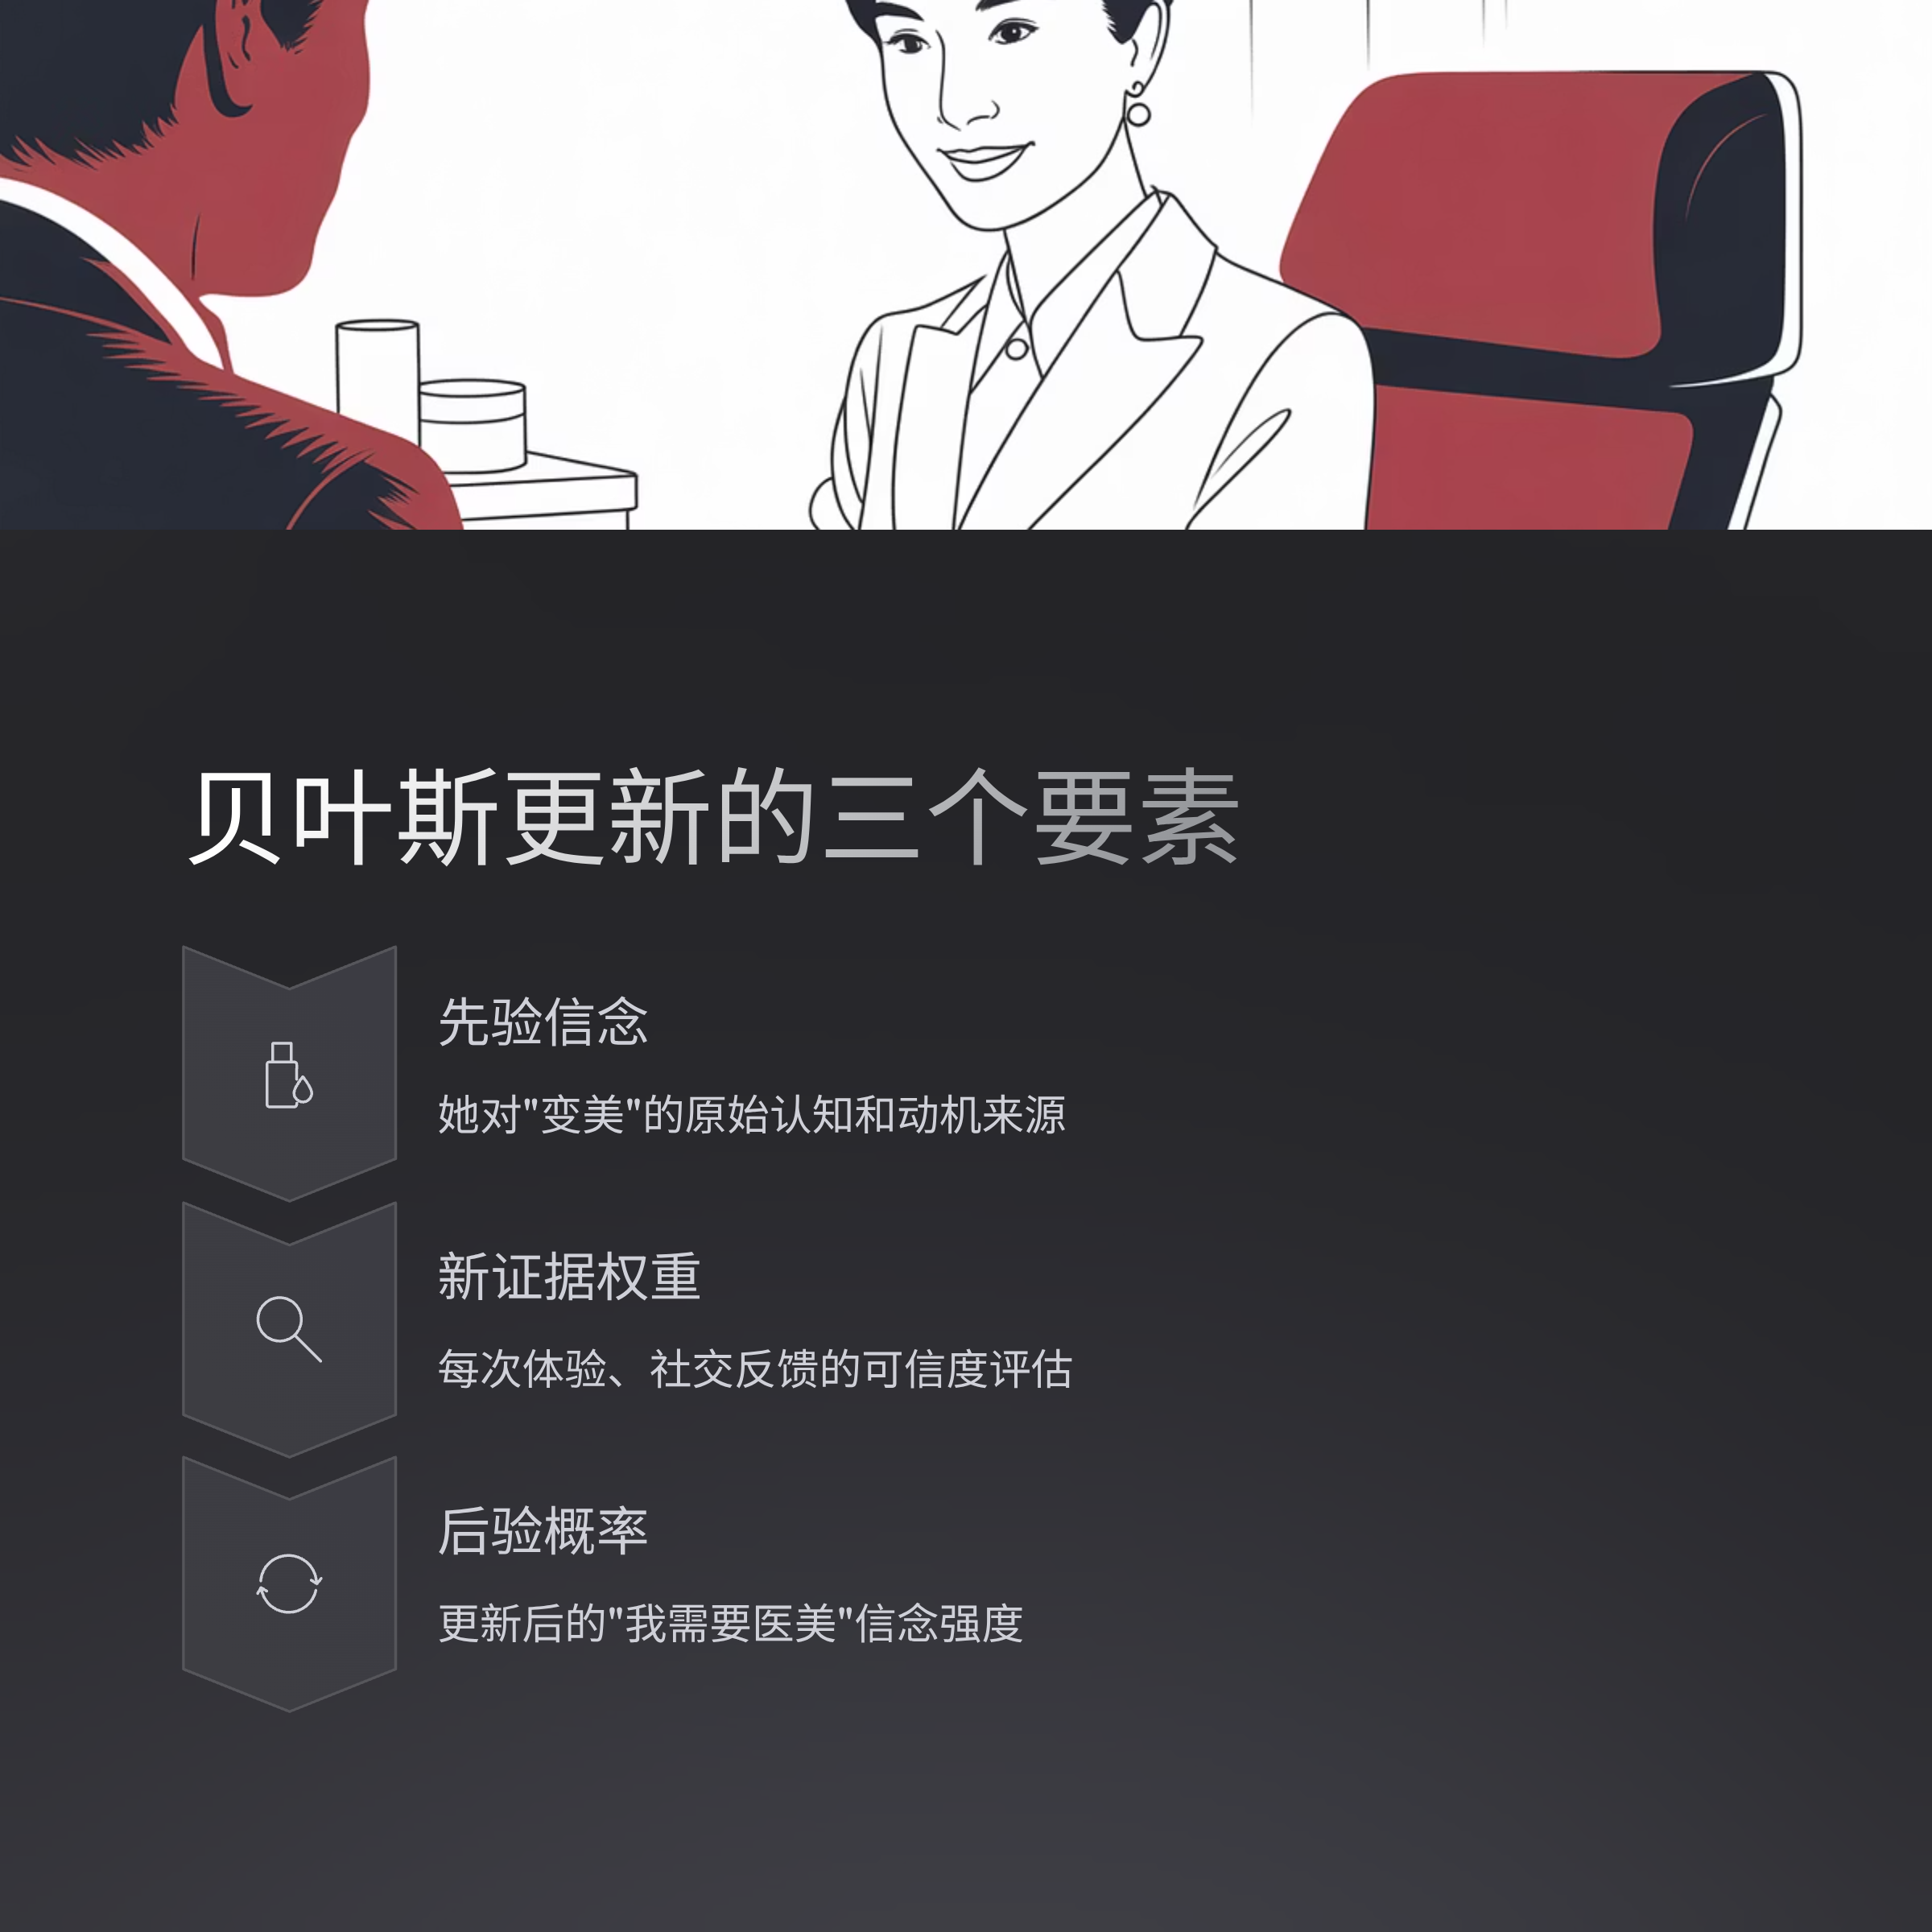 贝叶斯更新的三个要素
先验信念
她对"变美"的原始认知和动机来源
新证据权重
每次体验、社交反馈的可信度评估
后验概率
更新后的"我需要医美"信念强度